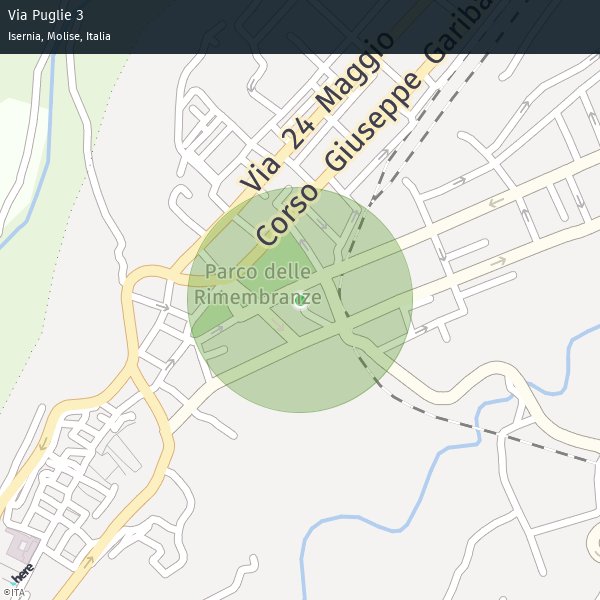 Via Puglie 3
Isernia, Molise, Italia
Via 24 Maggio
Corso Giuseppe Gariba
Parco delle
Rimembranze
here
©ITA